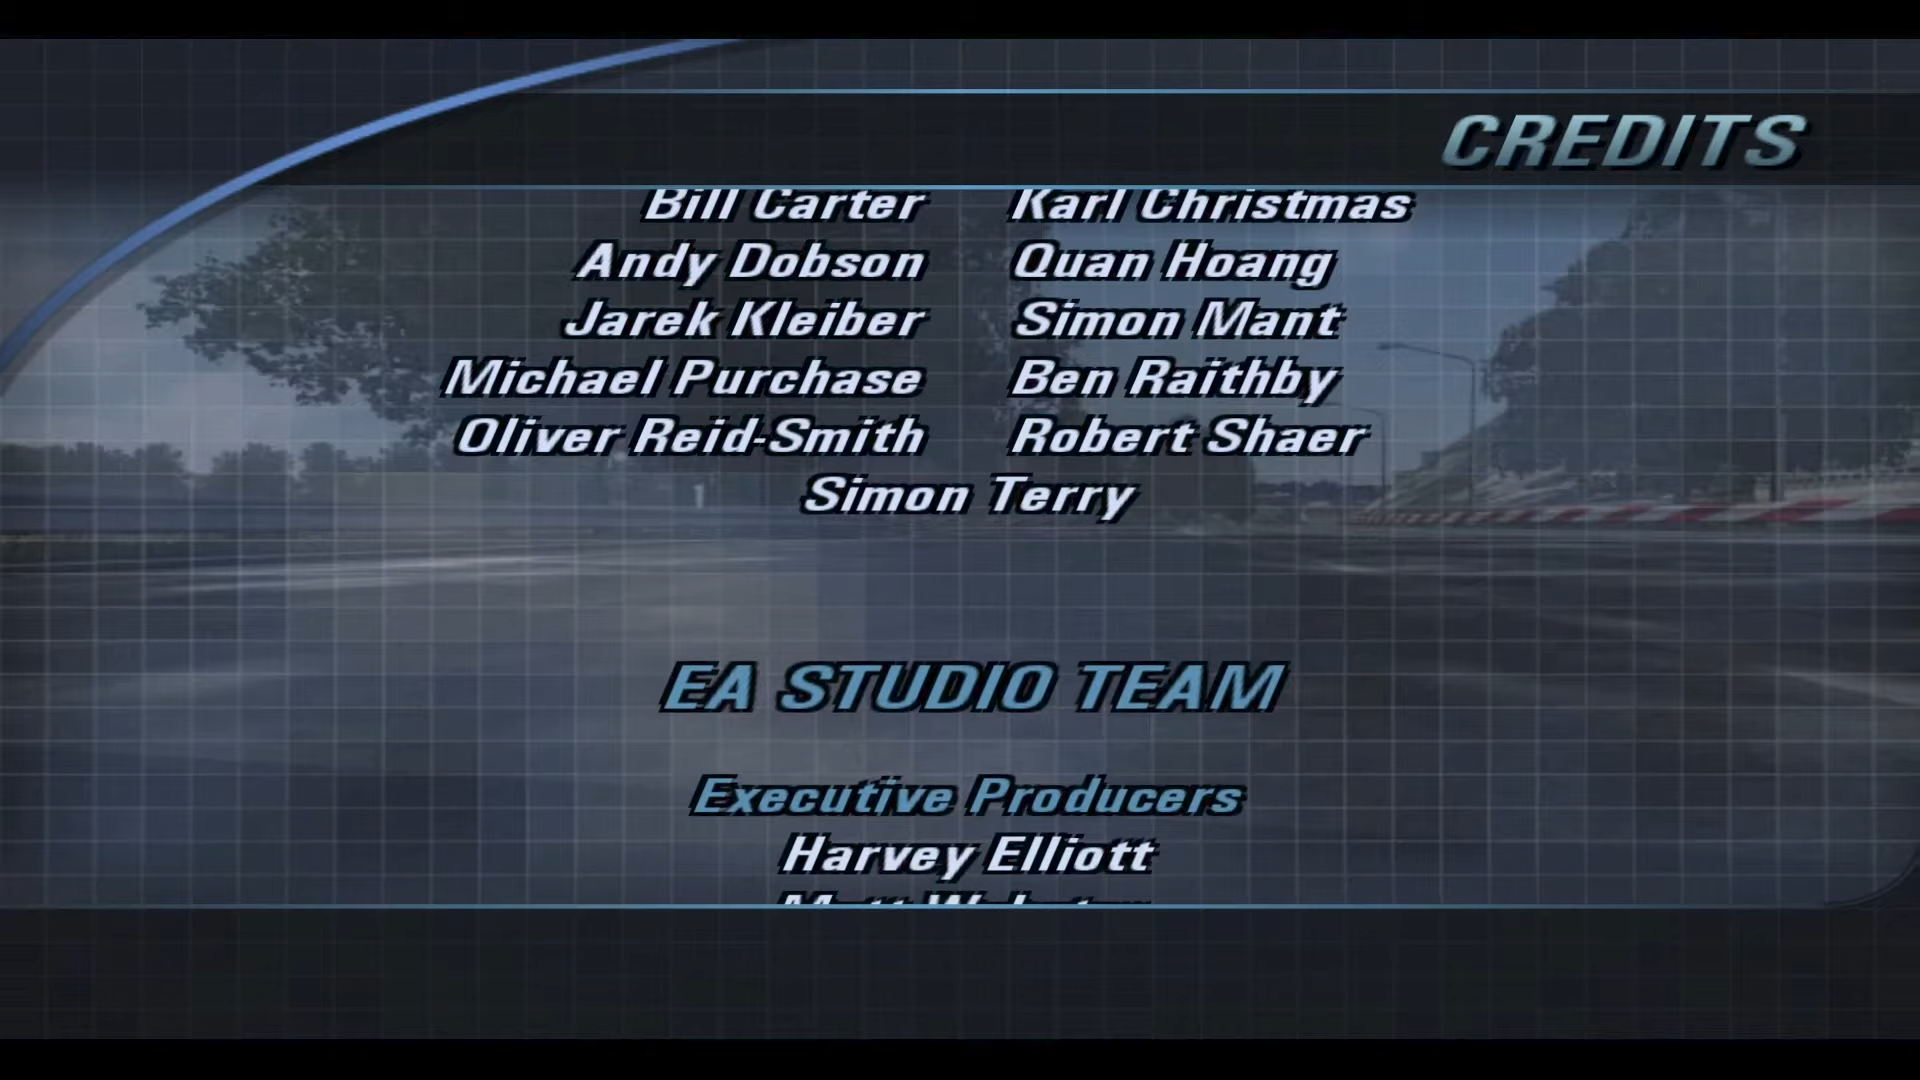 CREDITS
Bill Carter Karl Christmas
Andy Dobson Quan Hoang
Jarek Kleiber Simon Mant
Michael Purchase Ben Raithby
Oliver Reid-Smith Robert Shaer
Simon Terry
EA STUDIO TEAM
Executive Producers
Harvey Elliott